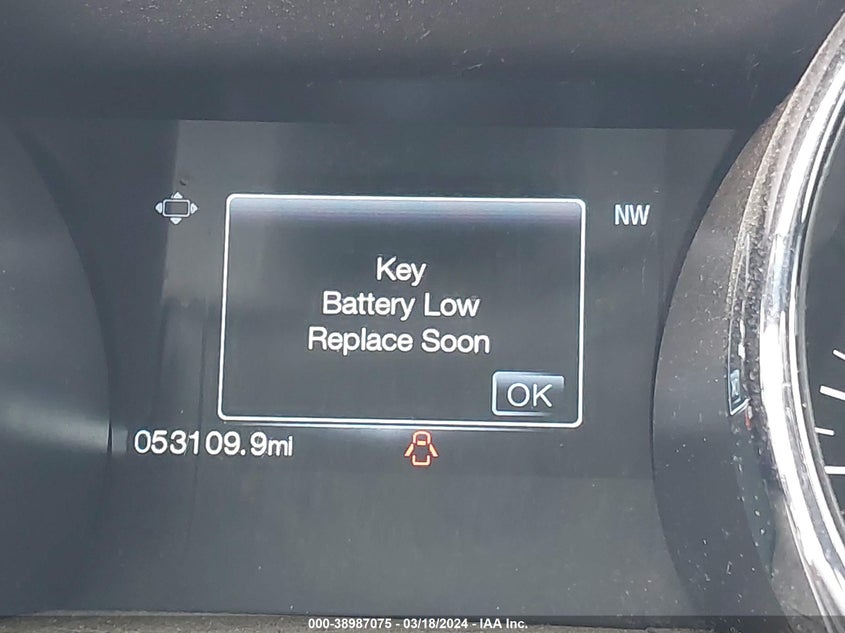 NW
Key
Battery Low
Replace Soon
OK
053109.9mi
000-38987075 - 03/18/2024 - IAA Inc.